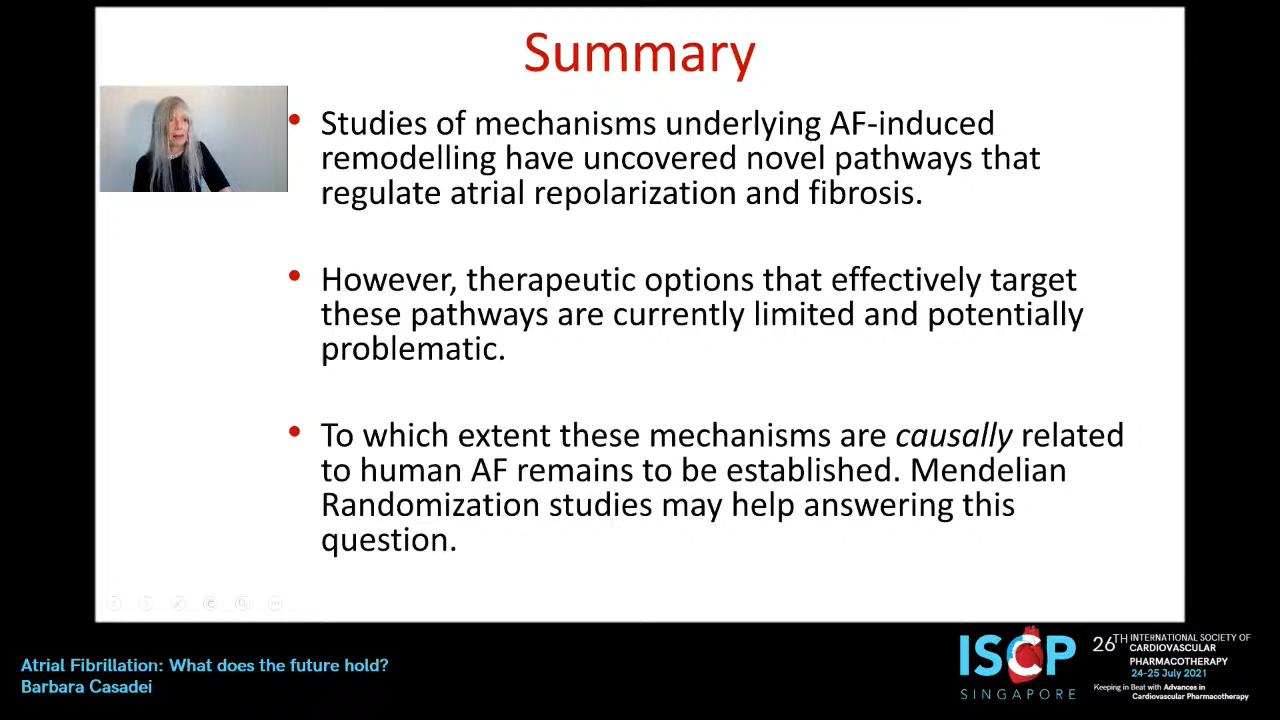 Summary
• Studies of mechanisms underlying AF-induced
remodelling have uncovered novel pathways that
regulate atrial repolarization and fibrosis.
• However, therapeutic options that effectively target
these pathways are currently limited and potentially
problematic.
• To which extent these mechanisms are causally related
to human AF remains to be established. Mendelian
Randomization studies may help answering this
question.
Atrial Fibrillation: What does the future hold?
Barbara Casadei
ISCP
SINGAPORE
26TH INTERNATIONAL SOCIETY OF
CARDIOVASCULAR
PHARMACOTHERAPY
24-25 July 2021
Keeping in Beat with Advances in
Cardiovascular Pharmacotherapy